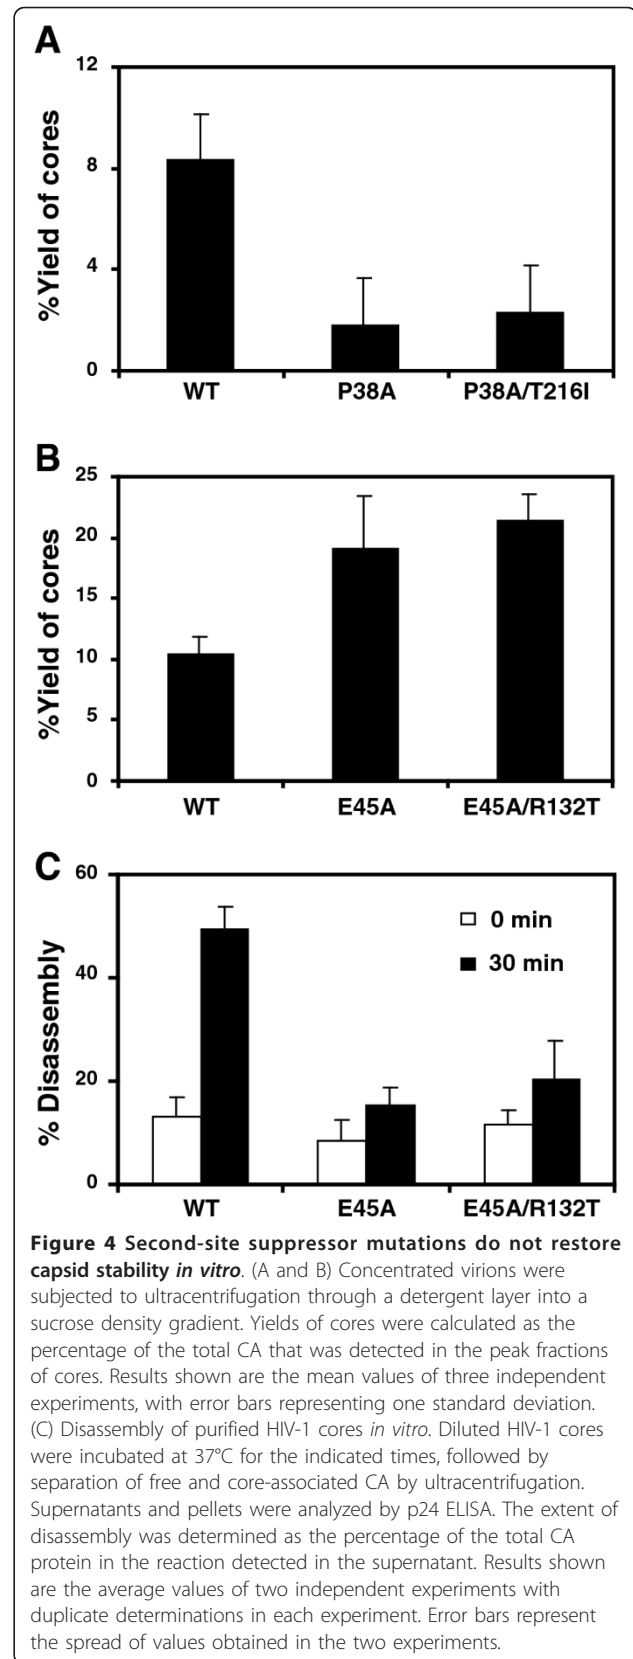 A
12
8
4
0
%Yield of cores
WT P38A P38A/T216I
B
25
20
15
10
5
0
%Yield of cores
WT E45A E45A/R132T
C
60
40
20
0
% Disassembly
0 min
30 min
WT E45A E45A/R132T
Figure 4 Second-site suppressor mutations do not restore
capsid stability in vitro. (A and B) Concentrated virions were
subjected to ultracentrifugation through a detergent layer into a
sucrose density gradient. Yields of cores were calculated as the
percentage of the total CA that was detected in the peak fractions
of cores. Results shown are the mean values of three independent
experiments, with error bars representing one standard deviation.
(C) Disassembly of purified HIV-1 cores in vitro. Diluted HIV-1 cores
were incubated at 37°C for the indicated times, followed by
separation of free and core-associated CA by ultracentrifugation.
Supernatants and pellets were analyzed by p24 ELISA. The extent of
disassembly was determined as the percentage of the total CA
protein in the reaction detected in the supernatant. Results shown
are the average values of two independent experiments with
duplicate determinations in each experiment. Error bars represent
the spread of values obtained in the two experiments.